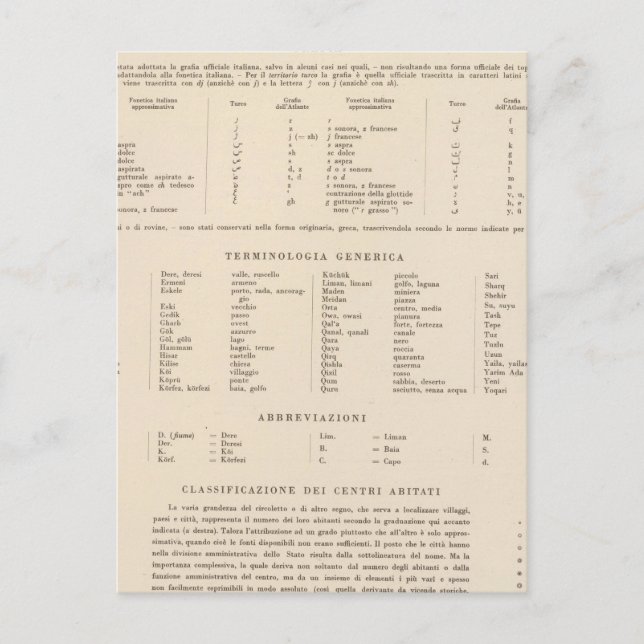 stata adottata la grafia ufficiale italiana, salvo in alcuni casi nei quali, – non risultando una forma ufficiale dei top
adattandola alla fonetica italiana. – Per il territorio turco la grafia è quella ufficiale trascritta in caratteri latini
viene trascritta con dj (anzichè con j) e la lettera con j (anzichè con zh).
Fonetica italiana approssimativa Turco Grafia dell'Atlante Fonetica italiana approssimativa Turco Grafia dell'Atlante
ر r r ف f
ز z s sonora, z francese ق q
ژ j (= zh) j francese
aspra س s s aspra k
dolce ش sh sc dolce g
dolce ص s s aspra n
aspirata ض d, z d o z sonora ل l
gutturale aspirato a- ط t, d t o d م m
spro come ch tedesco ظ z s sonora, z francese ن n
in "ach" ع ' contrazione della glottide و v, u,
غ gh g gutturale aspirato so- ه h, e
sonora, z francese noro ("r grasso") ى y, ü
ni o di rovine, – sono stati conservati nella forma originaria, greca, trascrivendola secondo le norme indicate per
TERMINOLOGIA GENERICA
Dere, deresi valle, ruscello Küchük piccolo Sari
Ermeni armeno Liman, limani golfo, laguna Sharq
Eskele porto, rada, ancorag- Maden miniera Shehir
gio Meidan piazza Su, suyu
Eski vecchio Orta centro, media Tash
Gedik passo Owa, owasi pianura Tepe
Gharb ovest Qal'a forte, fortezza Tuz
Gök azzurro Qanal, qanali canale Tuzlu
Göl, gölü lago Qara nero Uzun
Hammam bagni, terme Qaya roccia Yaila, yailas
Hisar castello Qirq quaranta Yarim Ada
Kilise chiesa Qishla caserma Yeni
Köi villaggio Qizil rosso Yoqari
Köprü ponte Qum sabbia, deserto
Körfez, körfezi baia, golfo Quru asciutto, senza acqua
ABBREVIAZIONI
D. (fiume) = Dere Lim. = Liman M.
Der. = Deresi B. = Baia S.
K. = Köi C. = Capo d.
Körf. = Körfezi
CLASSIFICAZIONE DEI CENTRI ABITATI
La varia grandezza del circoletto o di altro segno, che serva a localizzare villaggi,
paesi e città, rappresenta il numero dei loro abitanti secondo la graduazione qui accanto
indicata (a destra). Talora l'attribuzione ad un grado piuttosto che all'altro è solo appros-
simativa, quando cioè le fonti disponibili non erano sufficienti. Il posto che le città hanno
nella divisione amministrativa dello Stato risulta dalla sottolineatura del nome. Ma la
importanza complessiva, la quale deriva non soltanto dal numero degli abitanti o dalla
funzione amministrativa del centro, ma da un insieme di elementi i più vari e spesso
non facilmente reprimibili in modo assoluto (così quella derivante da vicende storiche,